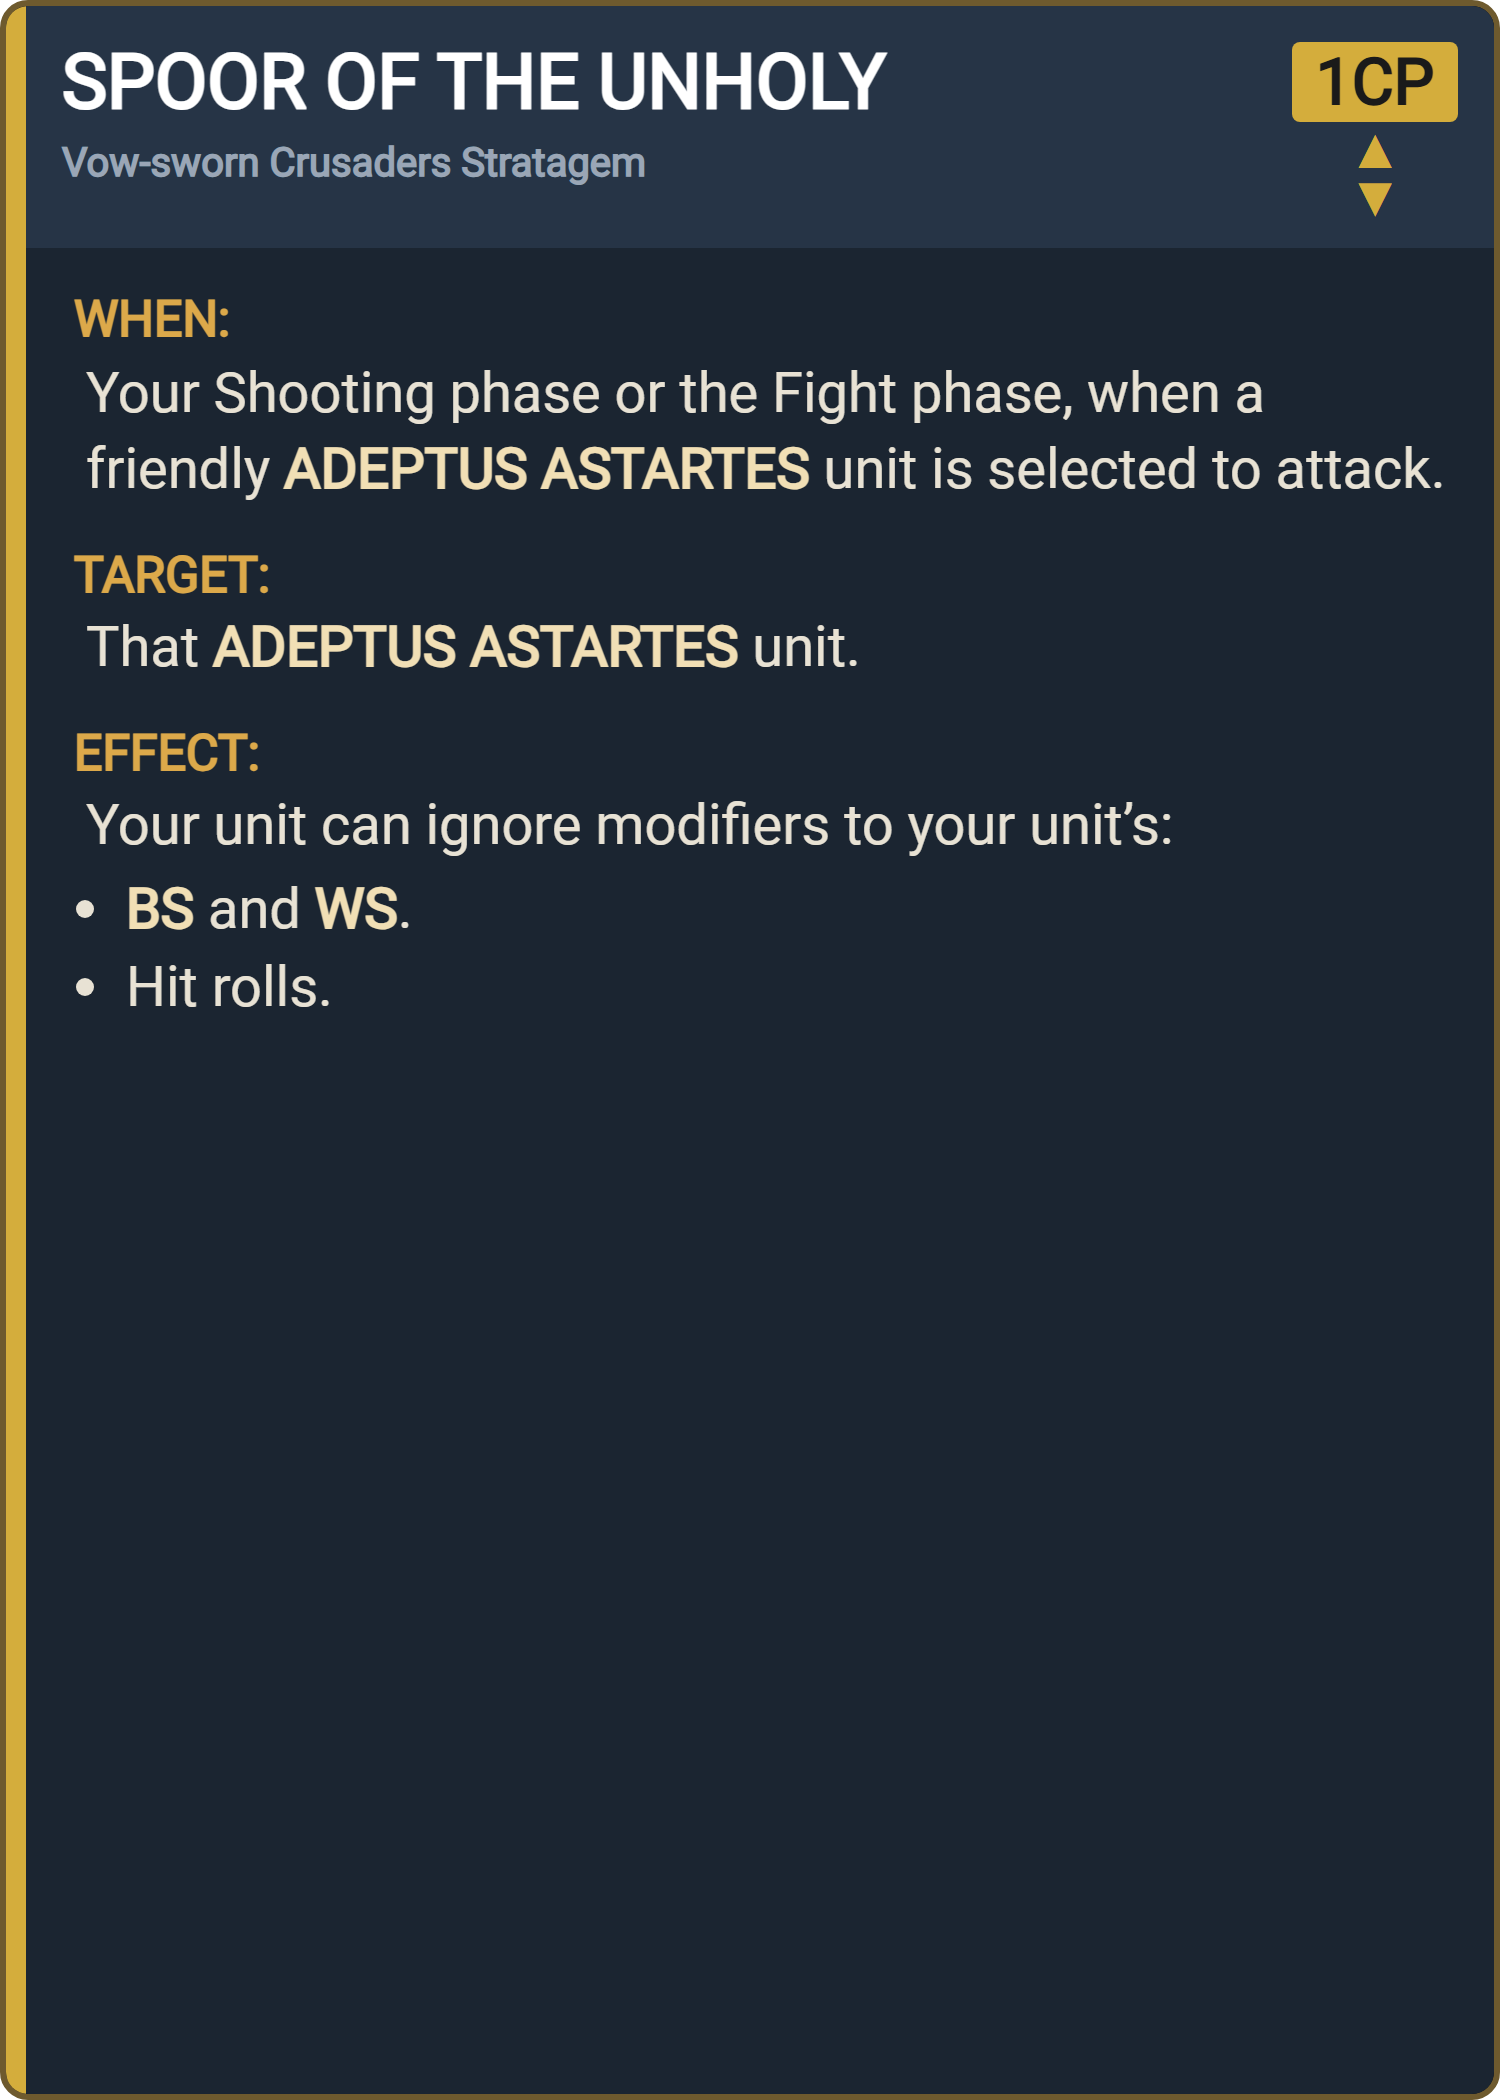 SPOOR OF THE UNHOLY
Vow-sworn Crusaders Stratagem
1CP
▲
▼
WHEN:
Your Shooting phase or the Fight phase, when a
friendly ADEPTUS ASTARTES unit is selected to attack.
TARGET:
That ADEPTUS ASTARTES unit.
EFFECT:
Your unit can ignore modifiers to your unit’s:
• BS and WS.
• Hit rolls.